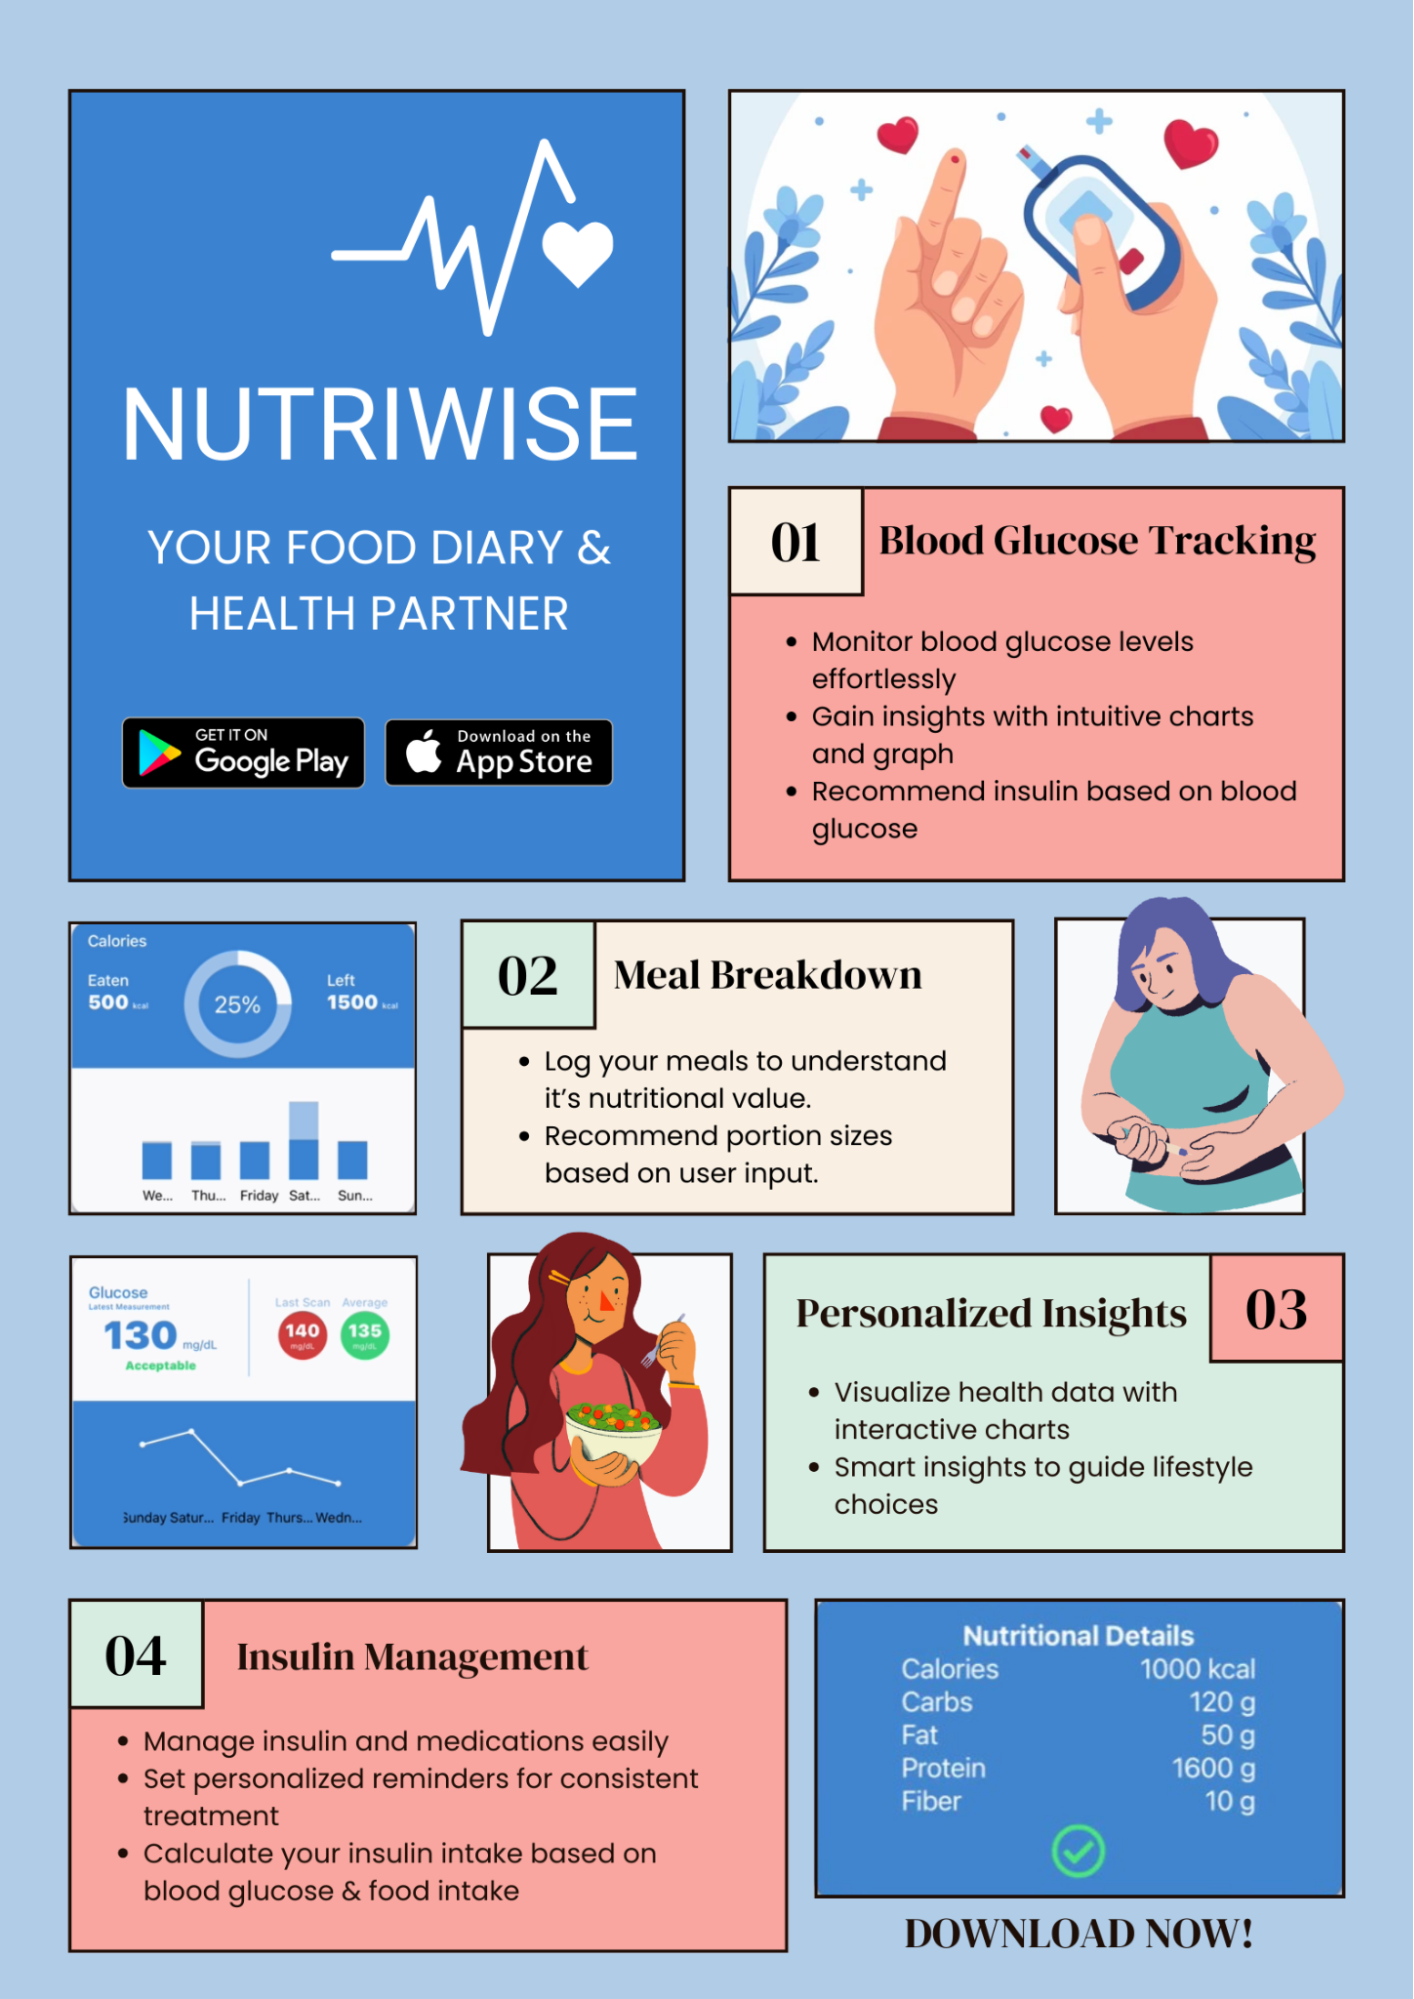 NUTRIWISE
YOUR FOOD DIARY &
HEALTH PARTNER
GET IT ON
Google Play
Download on the
App Store
01
Blood Glucose Tracking
• Monitor blood glucose levels
effortlessly
• Gain insights with intuitive charts
and graph
• Recommend insulin based on blood
glucose
Calories
Eaten
500 kcal
25%
Left
1500 kcal
We... Thu... Friday Sat... Sun...
02
Meal Breakdown
• Log your meals to understand
it's nutritional value.
• Recommend portion sizes
based on user input.
Glucose
Latest Measurement
130 mg/dL
Acceptable
Last Scan Average
140 135
mg/dL mg/dL
Sunday Satur... Friday Thurs... Wedn...
Personalized Insights
03
• Visualize health data with
interactive charts
• Smart insights to guide lifestyle
choices
04
Insulin Management
• Manage insulin and medications easily
• Set personalized reminders for consistent
treatment
• Calculate your insulin intake based on
blood glucose & food intake
Nutritional Details
Calories 1000 kcal
Carbs 120 g
Fat 50 g
Protein 1600 g
Fiber 10 g
DOWNLOAD NOW!